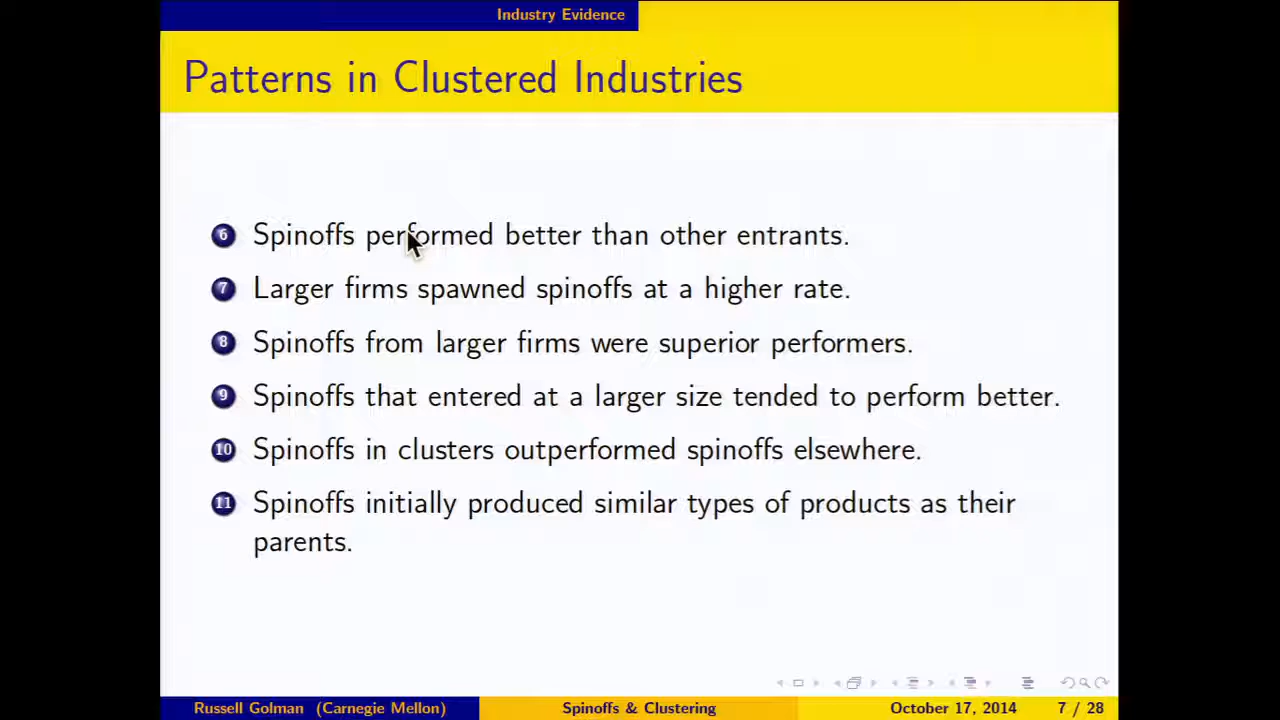 Industry Evidence
Patterns in Clustered Industries
6 Spinoffs performed better than other entrants.
7 Larger firms spawned spinoffs at a higher rate.
8 Spinoffs from larger firms were superior performers.
9 Spinoffs that entered at a larger size tended to perform better.
10 Spinoffs in clusters outperformed spinoffs elsewhere.
11 Spinoffs initially produced similar types of products as their
parents.
Russell Golman (Carnegie Mellon) Spinoffs & Clustering October 17, 2014 7 / 28